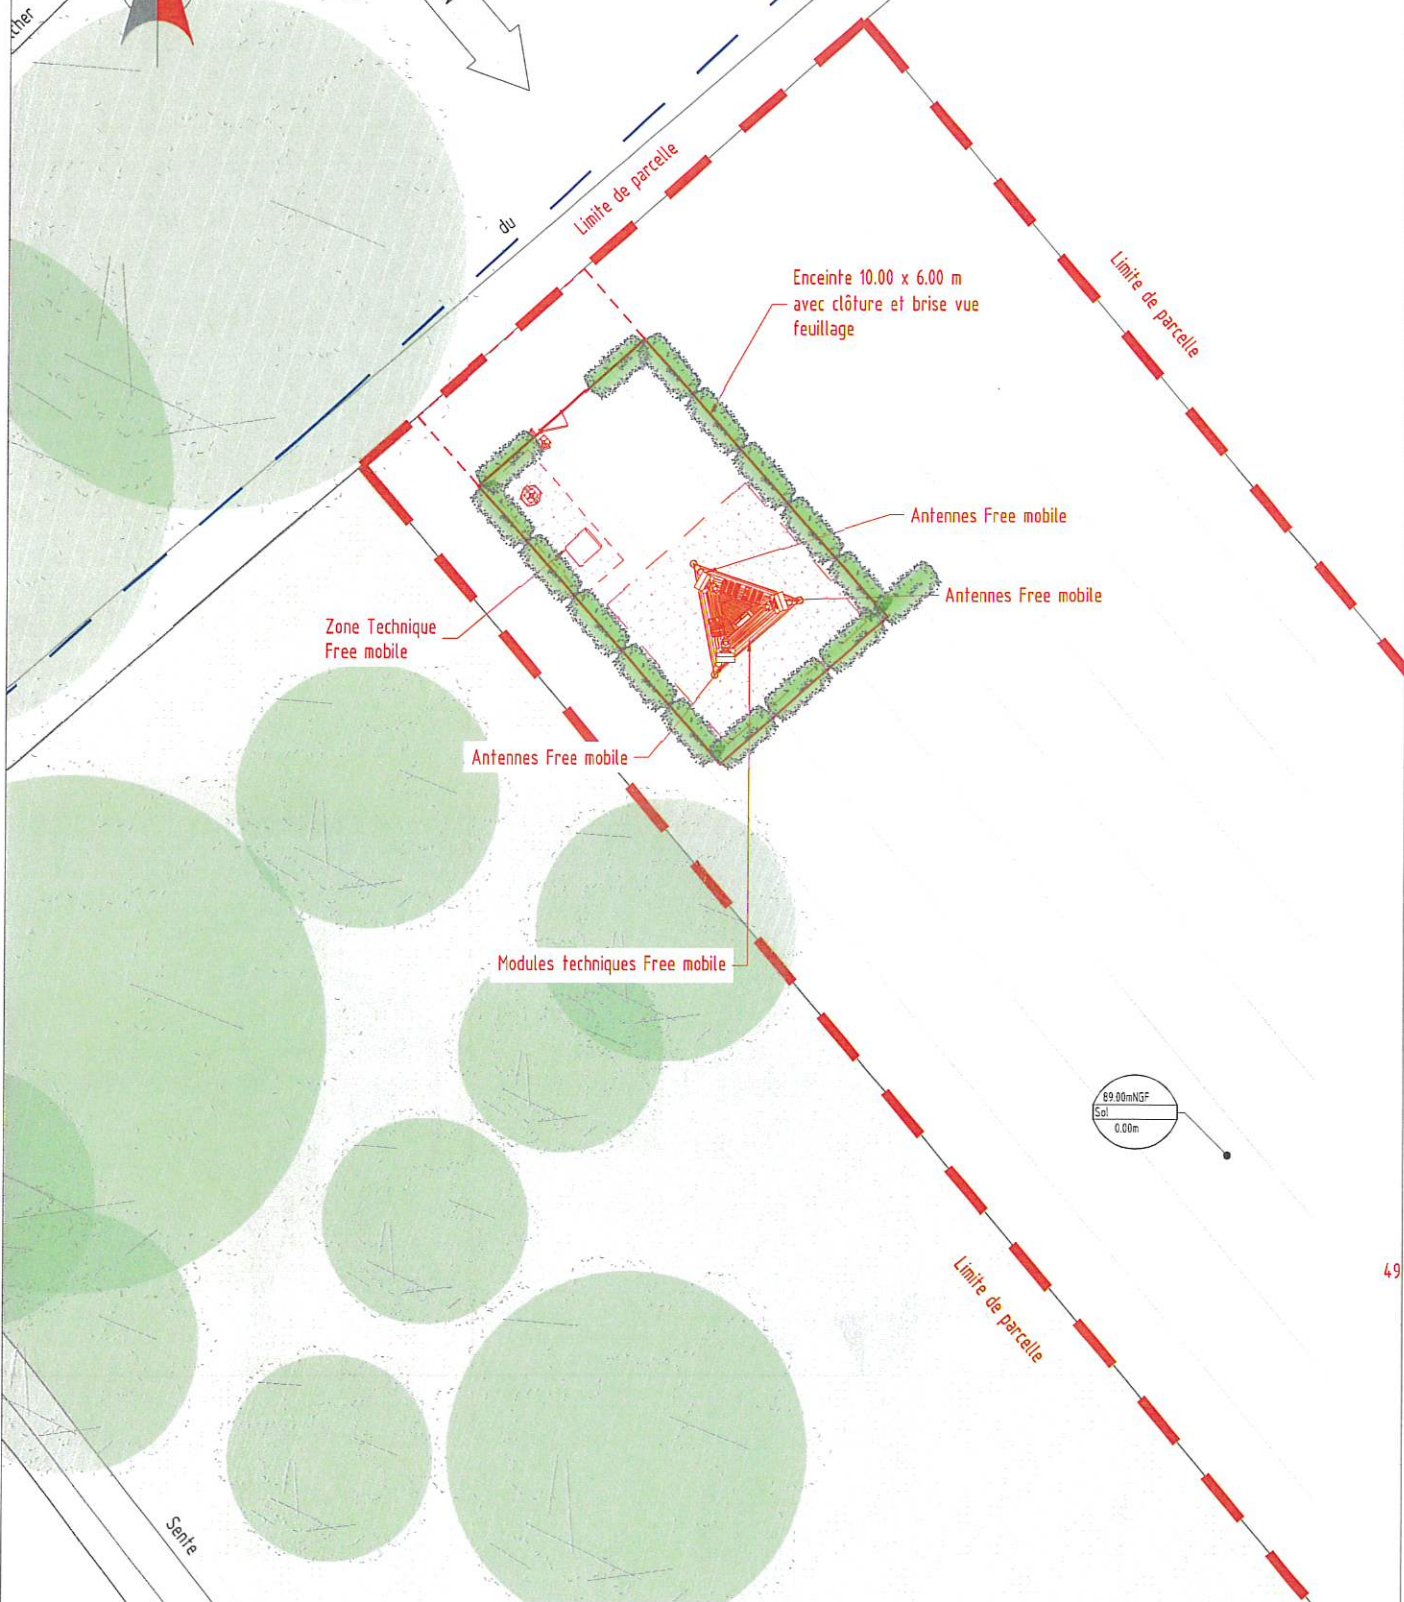 du
Limite de parcelle
Limite de parcelle
Enceinte 10.00 x 6.00 m
avec clôture et brise vue
feuillage
Antennes Free mobile
Antennes Free mobile
Zone Technique
Free mobile
Antennes Free mobile
Modules techniques Free mobile
89.00mNGF
Sol
0.00m
Limite de parcelle
49
Sente